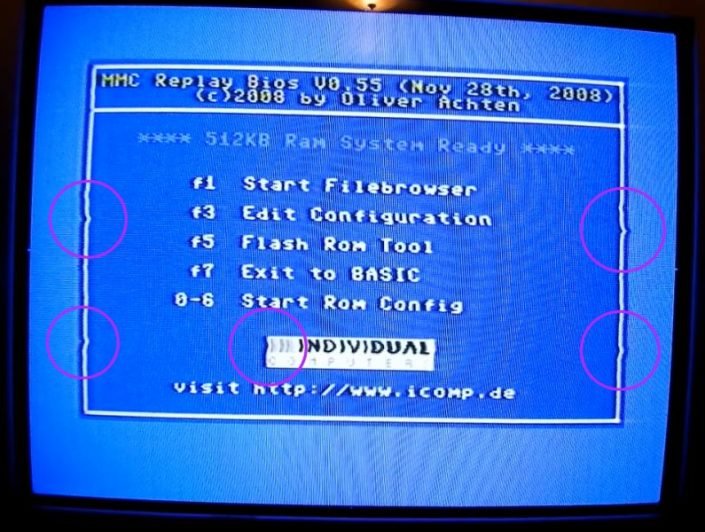 MMC Replay Bios V0.55 (Nov 28th, 2008)
(c)2008 by Oliver Achten
**** 512KB Ram System Ready ****
f1 Start Filebrowser
f3 Edit Configuration
f5 Flash Rom Tool
f7 Exit to BASIC
0-6 Start Rom Config
INDIVIDUAL
COMPUTER
visit http://www.icomp.de